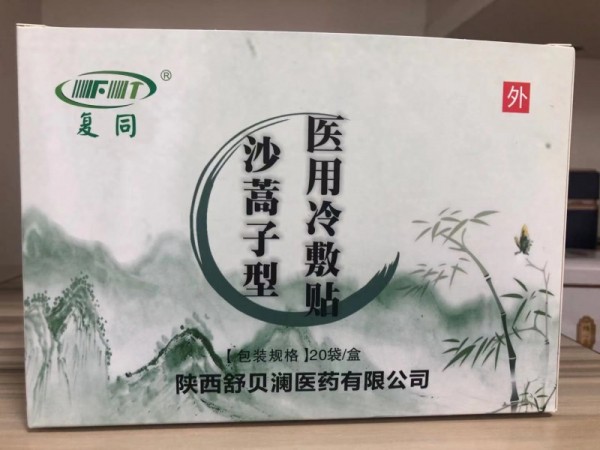 FHT
®
复同
外
医用冷敷贴
沙蒿子型
【包装规格】20袋/盒
陕西舒贝澜医药有限公司